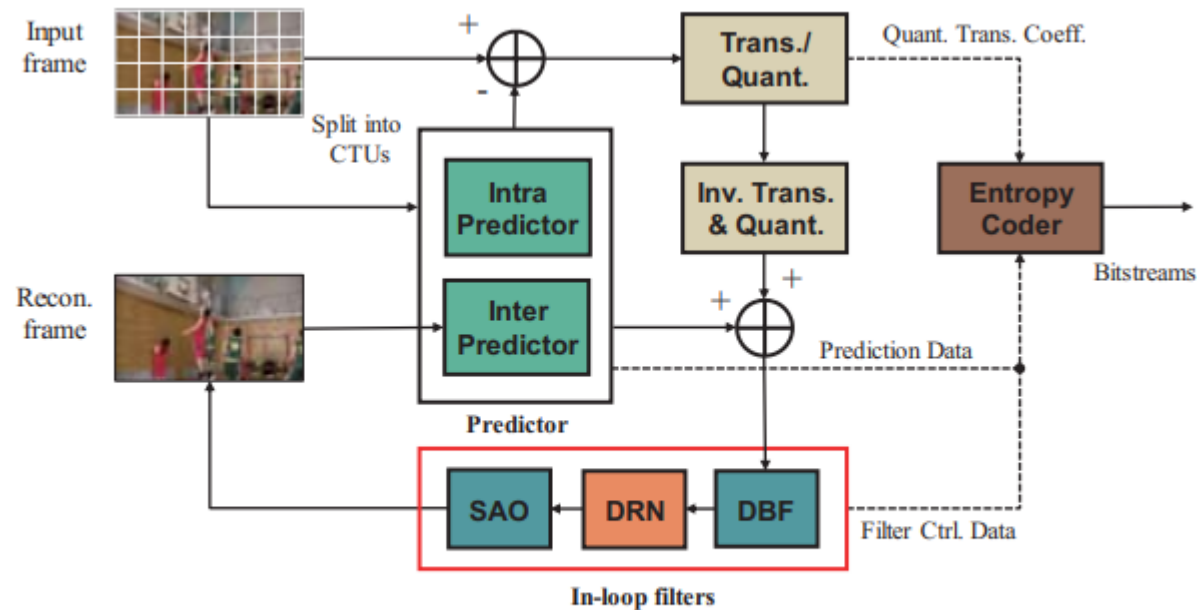 Input
frame
+
-
Split into
CTUs
Trans./
Quant.
Quant. Trans. Coeff.
Intra
Predictor
Inv. Trans.
& Quant.
Entropy
Coder
Bitstreams
Recon.
frame
Inter
Predictor
+
+
Prediction Data
Predictor
SAO
DRN
DBF
Filter Ctrl. Data
In-loop filters